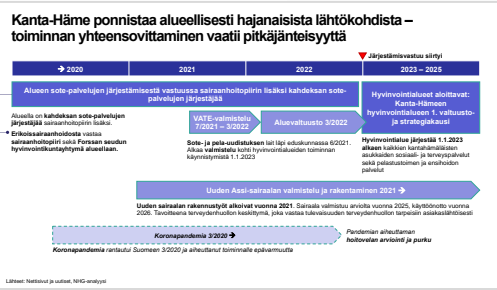 Kanta-Häme ponnistaa alueellisesti hajanaisista lähtökohdista –
toiminnan yhteensovittaminen vaatii pitkäjänteisyyttä
Järjestämisvastuu siirtyi
→ 2020
2021
2022
2023 – 2025
Alueen sote-palvelujen järjestämisestä vastuussa sairaanhoitopiirin lisäksi kahdeksan sote-
palvelujen järjestäjää
Hyvinvointialueet aloittavat:
Kanta-Hämeen
hyvinvointialueen 1. valtuusto-
ja strategiakausi
Alueella on kahdeksan sote-palvelujen
järjestäjää sairaanhoitopiirin lisäksi.
Erikoissairaanhoidosta vastaa
sairaanhoitopiiri sekä Forssan seudun
hyvinvointikuntayhtymä alueellaan.
VATE-valmistelu
7/2021 – 3/2022
Aluevaltuusto 3/2022
Sote- ja pela-uudistuksen lait läpi eduskunnassa 6/2021.
Alkaa valmistelu kohti hyvinvointialueiden toiminnan
käynnistymistä 1.1.2023
Hyvinvointialue järjestää 1.1.2023
alkaen kaikkien kantahämäläisten
asukkaiden sosiaali- ja terveyspalvelut
sekä pelastustoimen ja ensihoidon
palvelut
Uuden Assi-sairaalan valmistelu ja rakentaminen 2021 →
Uuden sairaalan rakennustyöt alkoivat vuonna 2021. Sairaala valmistuu arviolta vuonna 2025, käyttöönotto vuonna
2026. Tavoitteena terveydenhuollon keskittymä, joka vastaa tulevaisuuden terveydenhuollon tarpeisiin asiakaslähtöisesti
Koronapandemia 3/2020 →
Pandemian aiheuttaman
hoitovelan arviointi ja purku
Koronapandemia rantautui Suomeen 3/2020 ja aiheuttanut toiminnalle epävarmuutta
Lähteet: Nettisivut ja uutiset, NHG-analyysi